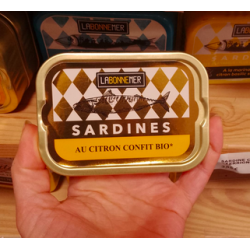 LABONNEMER
LABONNEMER
SARDINES
AU CITRON CONFIT BIO*